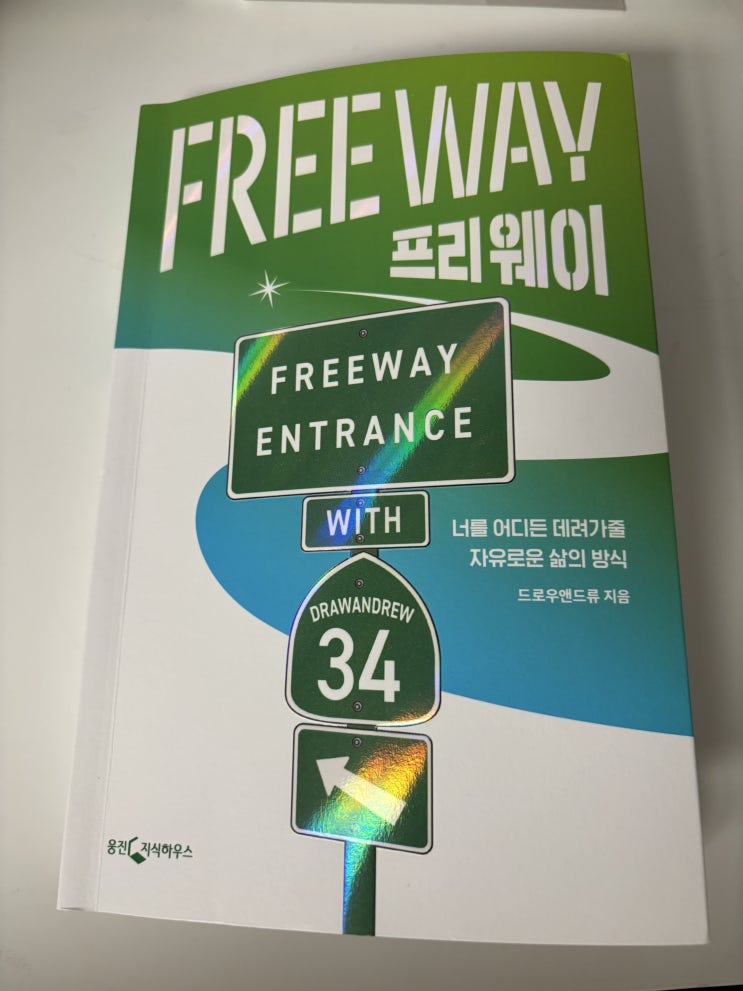 FREEWAY
프리웨이
FREEWAY
ENTRANCE
WITH
너를 어디든 데려가줄
자유로운 삶의 방식
드로우앤드류 지음
DRAWANDREW
34
웅진 지식하우스